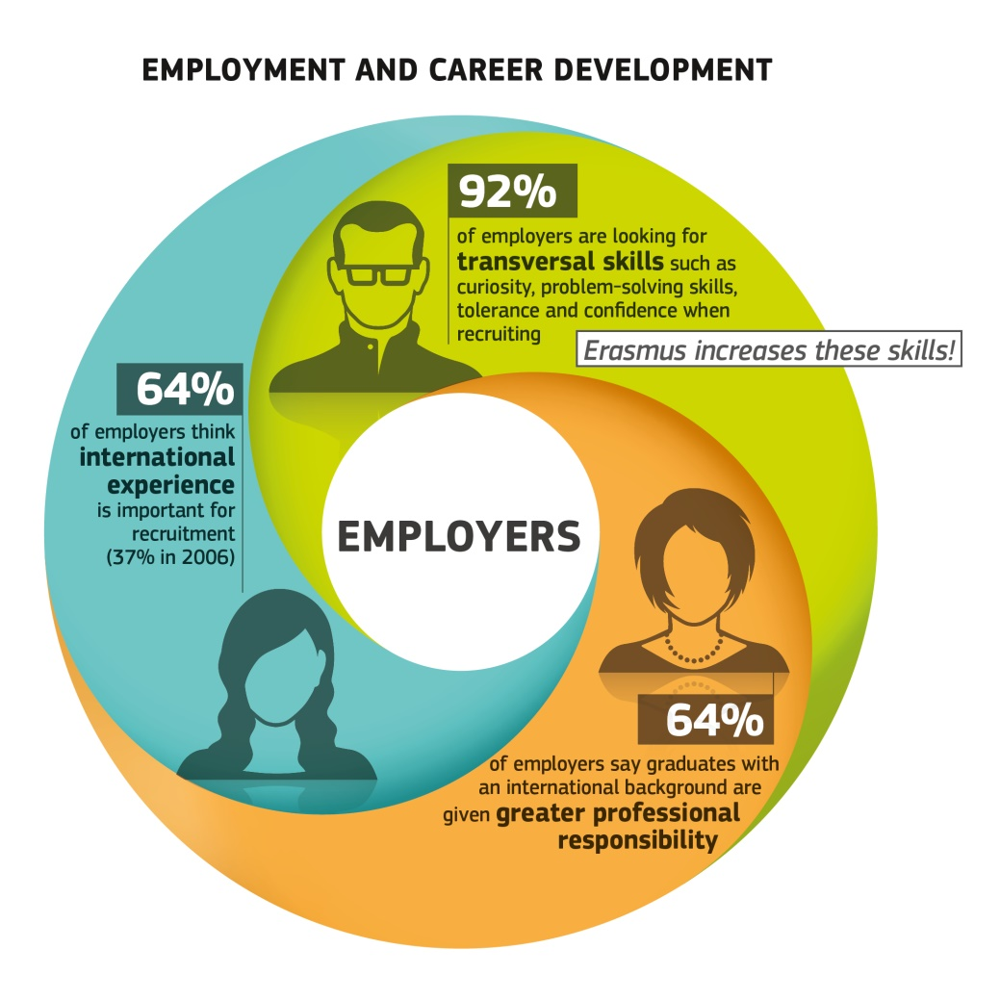 EMPLOYMENT AND CAREER DEVELOPMENT
92%
of employers are looking for
transversal skills such as
curiosity, problem-solving skills,
tolerance and confidence when
recruiting
Erasmus increases these skills!
64%
of employers think
international
experience
is important for
recruitment
(37% in 2006)
EMPLOYERS
64%
of employers say graduates with
an international background are
given greater professional
responsibility